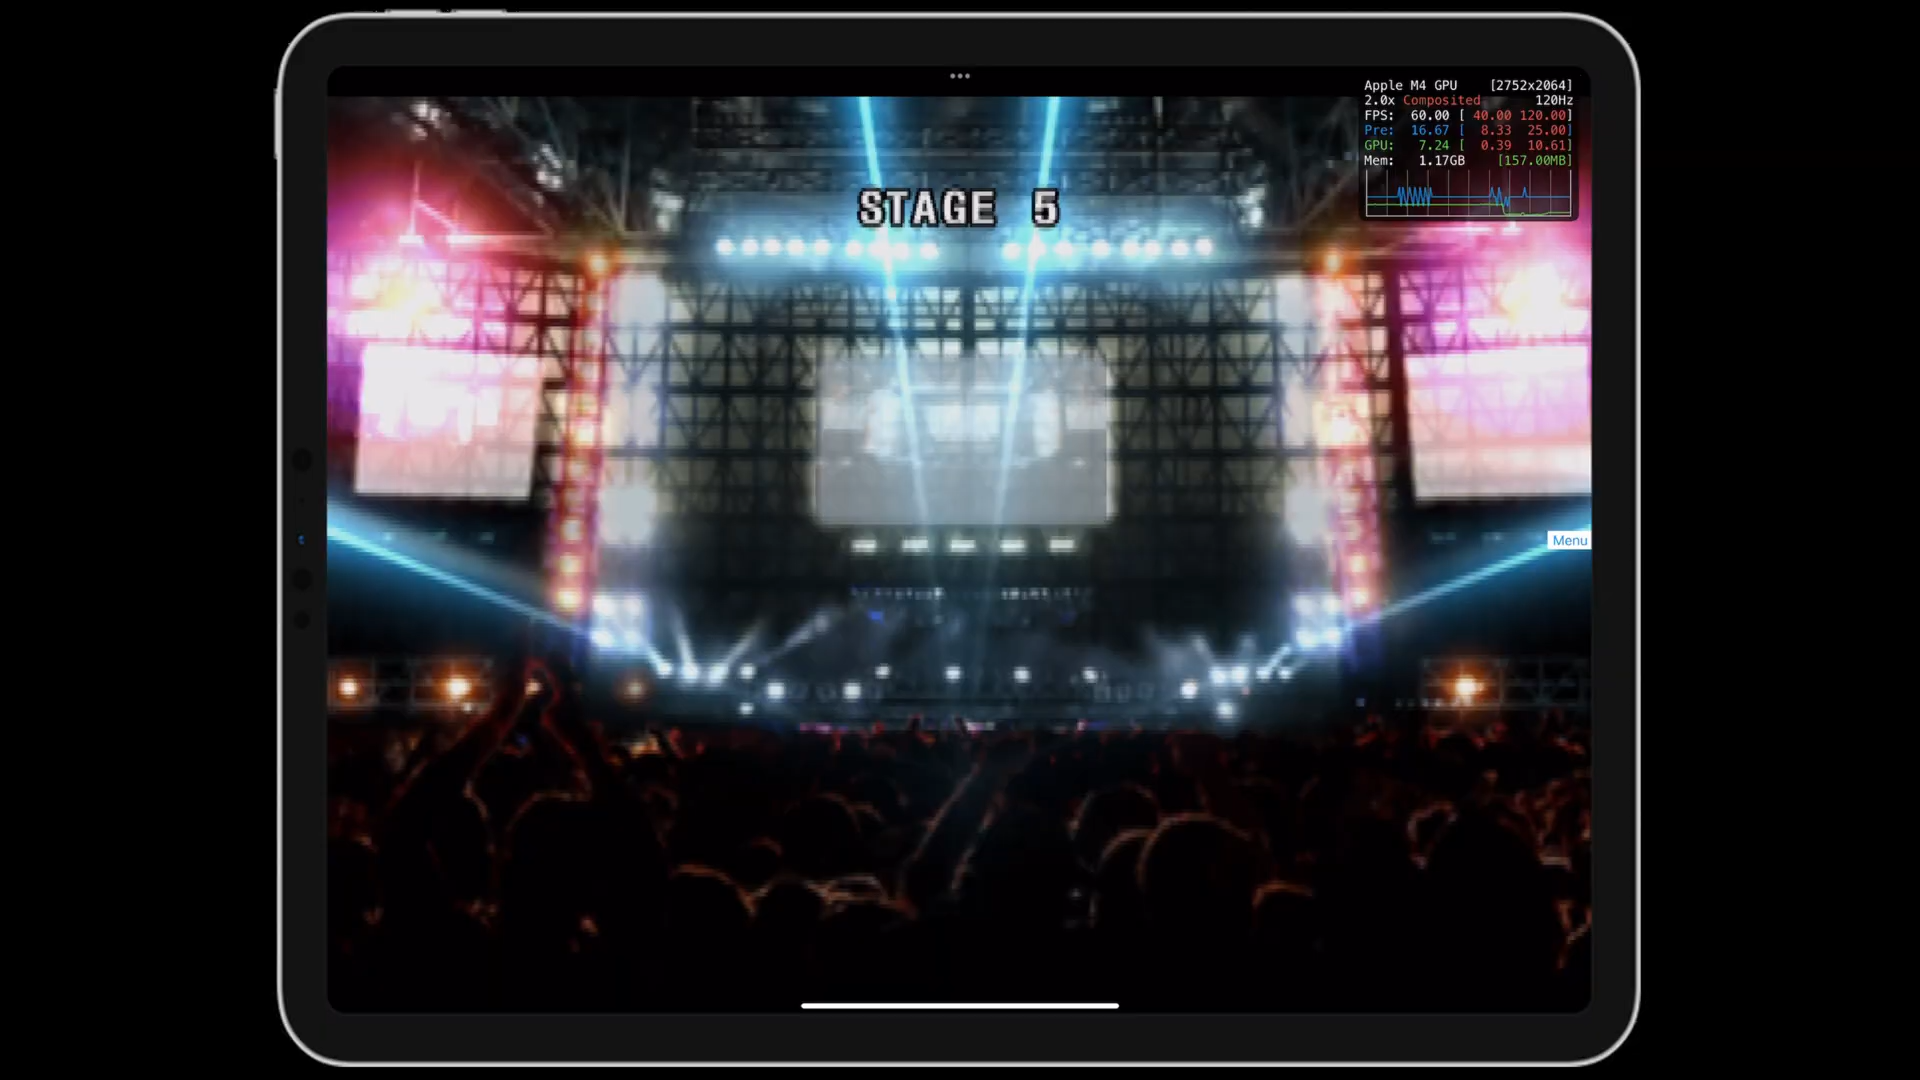 Apple M4 GPU [2752x2064]
2.0x Composited 120Hz
FPS: 60.00 [ 40.00 120.00]
Pre: 16.67 [ 8.33 25.00]
GPU: 7.24 [ 0.39 10.61]
Mem: 1.17GB [157.00MB]
STAGE 5
Menu